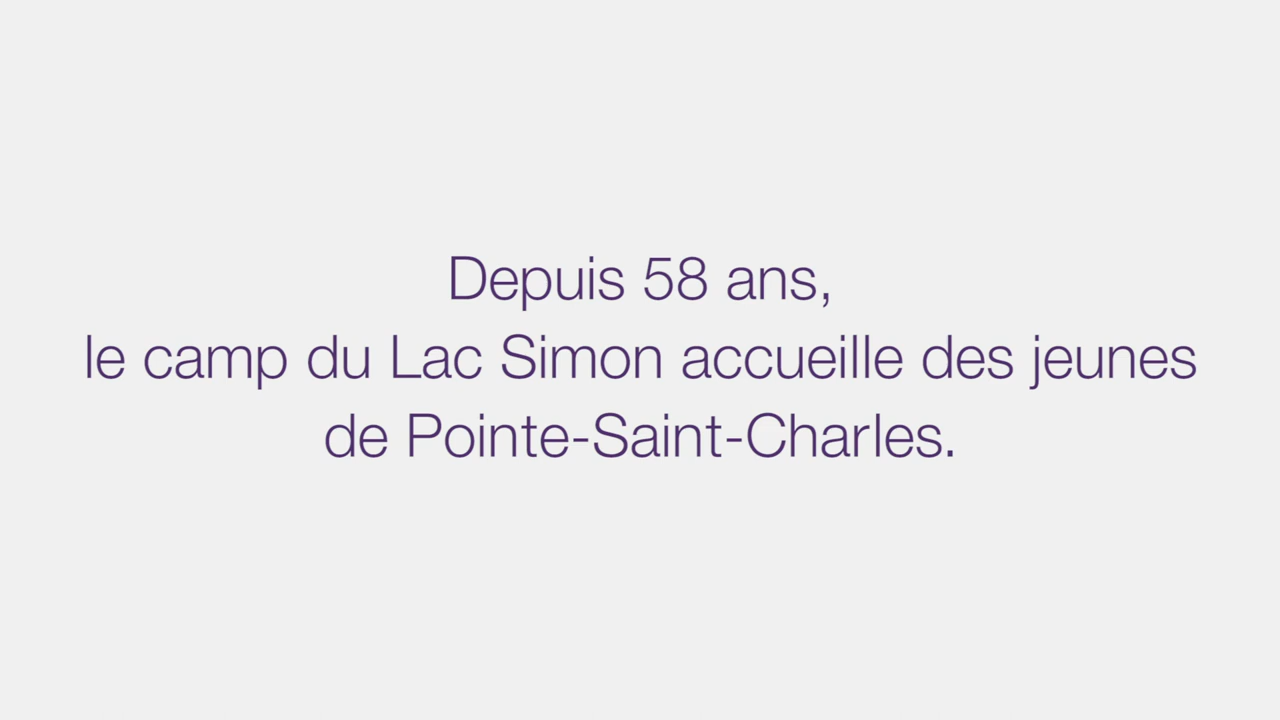 Depuis 58 ans,
le camp du Lac Simon accueille des jeunes
de Pointe-Saint-Charles.